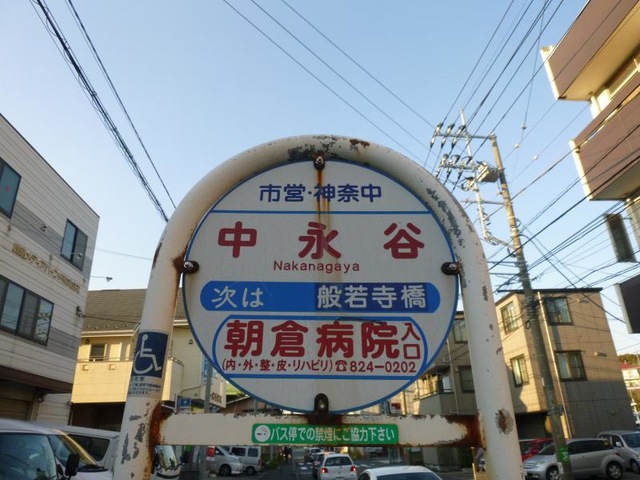 市営・神奈中
中永谷
Nakanagaya
次は 般若寺橋
朝倉病院入口
(内・外・整・皮・リハビリ)☎824-0202
バス停での禁煙にご協力下さい